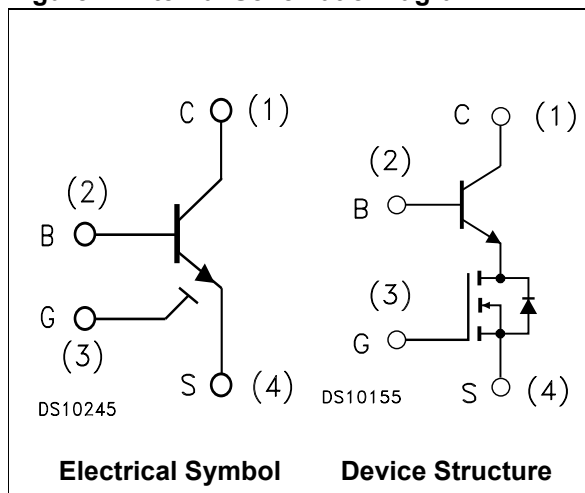 C (1)
(2)
B
G
(3)
S (4)
DS10245
Electrical Symbol
C (1)
(2)
B
(3)
G
S (4)
DS10155
Device Structure